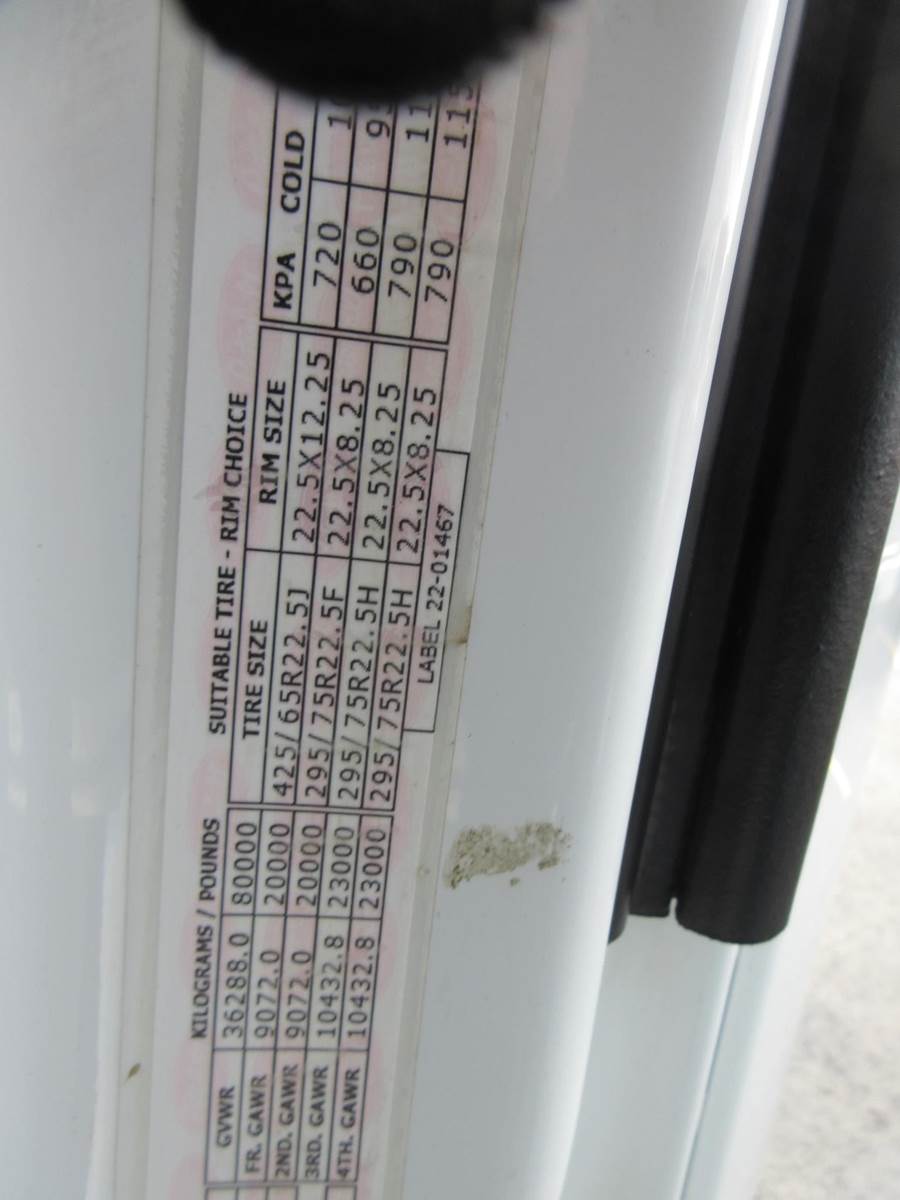 KILOGRAMS / POUNDS SUITABLE TIRE - RIM CHOICE
GVWR 36288.0 80000 TIRE SIZE RIM SIZE KPA COLD
FR. GAWR 9072.0 20000 425/65R22.5J 22.5X12.25 720
2ND. GAWR 9072.0 20000 295/75R22.5F 22.5X8.25 660
3RD. GAWR 10432.8 23000 295/75R22.5H 22.5X8.25 790
4TH. GAWR 10432.8 23000 295/75R22.5H 22.5X8.25 790 115
LABEL 22-01467